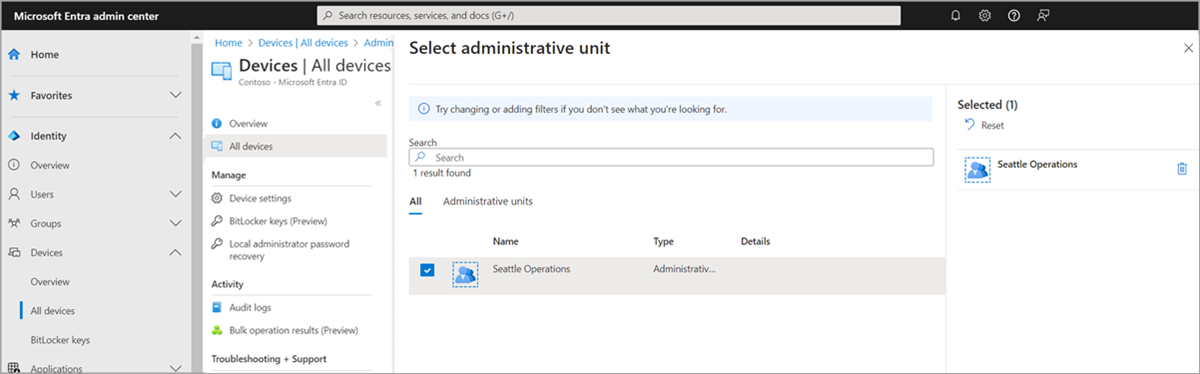 Microsoft Entra admin center
Search resources, services, and docs (G+/)
Home
Favorites
Identity
Overview
Users
Groups
Devices
Overview
All devices
BitLocker keys
Applications
Home > Devices | All devices > Admin
Devices | All devices
Contoso - Microsoft Entra ID
«
Overview
All devices
Manage
Device settings
BitLocker keys (Preview)
Local administrator password
recovery
Activity
Audit logs
Bulk operation results (Preview)
Troubleshooting + Support
Select administrative unit
Try changing or adding filters if you don't see what you're looking for.
Search
Search
1 result found
All Administrative units
Name Type Details
Seattle Operations Administrativ...
Selected (1)
Reset
Seattle Operations